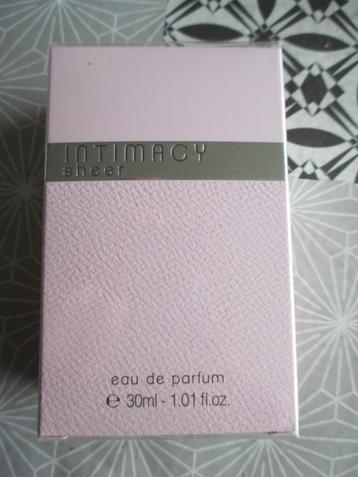 INTIMACY
sheer
eau de parfum
℮ 30ml - 1.01 fl.oz.